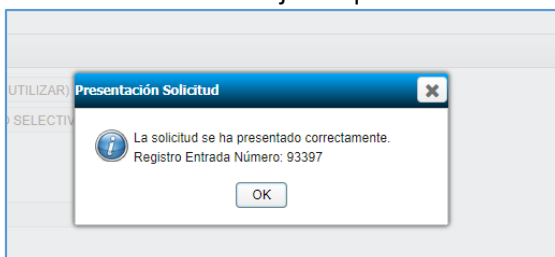 UTILIZAR)
Presentación Solicitud
SELECTIV
La solicitud se ha presentado correctamente.
Registro Entrada Número: 93397
OK